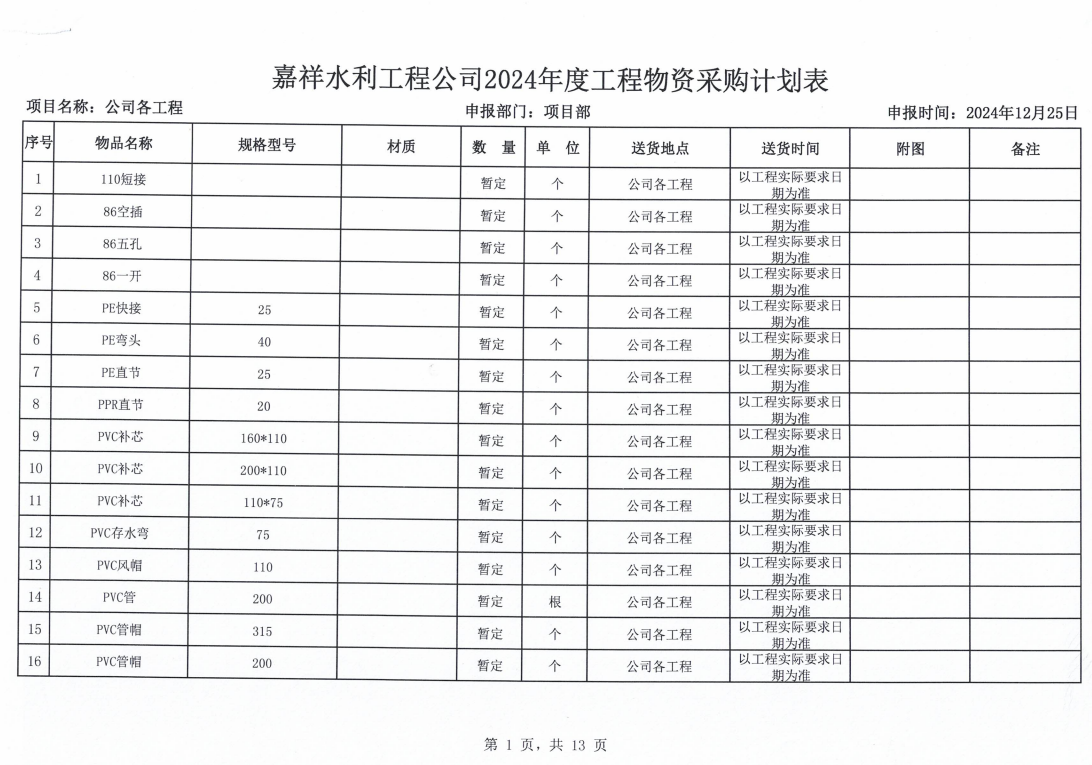 嘉祥水利工程公司2024年度工程物资采购计划表
项目名称：公司各工程 申报部门：项目部 申报时间：2024年12月25日
序号 物品名称 规格型号 材质 数 量 单 位 送货地点 送货时间 附图 备注
1 110短接 暂定 个 公司各工程 以工程实际要求日期为准
2 86空插 暂定 个 公司各工程 以工程实际要求日期为准
3 86五孔 暂定 个 公司各工程 以工程实际要求日期为准
4 86一开 暂定 个 公司各工程 以工程实际要求日期为准
5 PE快接 25 暂定 个 公司各工程 以工程实际要求日期为准
6 PE弯头 40 暂定 个 公司各工程 以工程实际要求日期为准
7 PE直节 25 暂定 个 公司各工程 以工程实际要求日期为准
8 PPR直节 20 暂定 个 公司各工程 以工程实际要求日期为准
9 PVC补芯 160*110 暂定 个 公司各工程 以工程实际要求日期为准
10 PVC补芯 200*110 暂定 个 公司各工程 以工程实际要求日期为准
11 PVC补芯 110*75 暂定 个 公司各工程 以工程实际要求日期为准
12 PVC存水弯 75 暂定 个 公司各工程 以工程实际要求日期为准
13 PVC风帽 110 暂定 个 公司各工程 以工程实际要求日期为准
14 PVC管 200 暂定 根 公司各工程 以工程实际要求日期为准
15 PVC管帽 315 暂定 个 公司各工程 以工程实际要求日期为准
16 PVC管帽 200 暂定 个 公司各工程 以工程实际要求日期为准
第 1 页，共 13 页